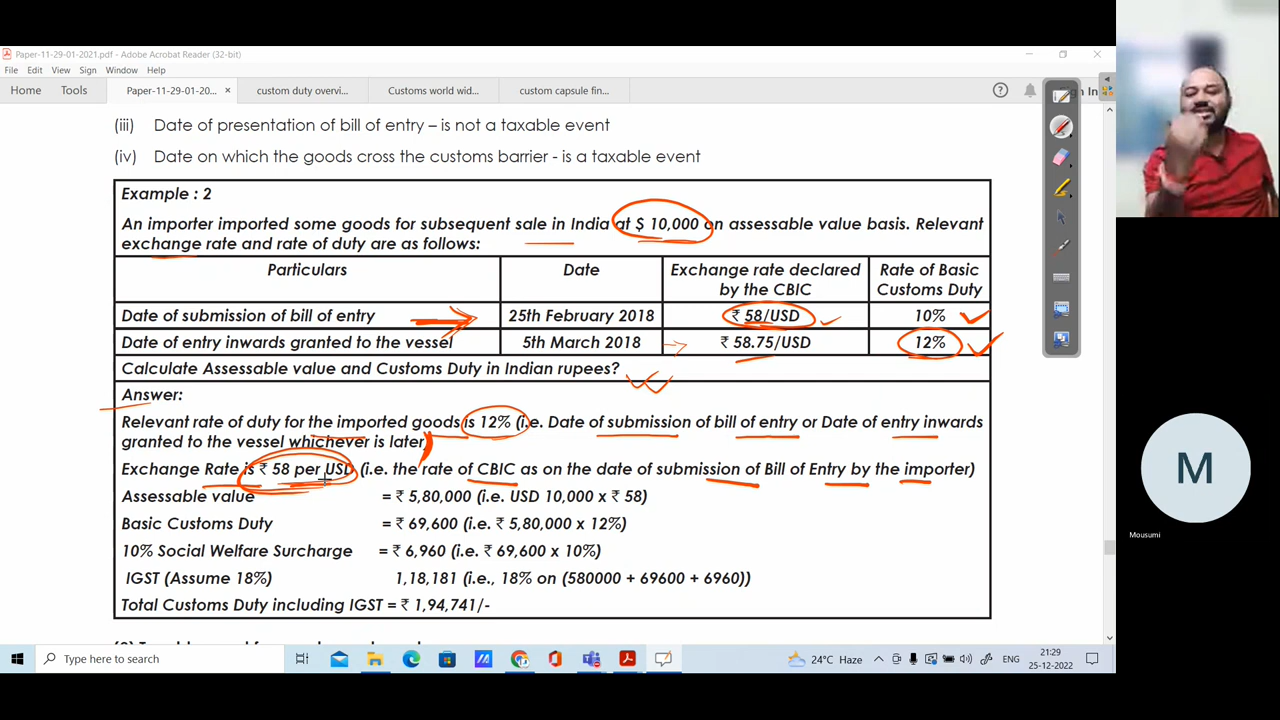 Paper-11-29-01-2021.pdf - Adobe Acrobat Reader (32-bit)
File Edit View Sign Window Help
Home Tools Paper-11-29-01-20... × custom duty overvi... Customs world wid... custom capsule fin... In
(iii) Date of presentation of bill of entry – is not a taxable event
(iv) Date on which the goods cross the customs barrier - is a taxable event
Example : 2
An importer imported some goods for subsequent sale in India at $ 10,000 on assessable value basis. Relevant
exchange rate and rate of duty are as follows:
Particulars Date Exchange rate declared by the CBIC Rate of Basic Customs Duty
Date of submission of bill of entry 25th February 2018 ₹ 58/USD 10%
Date of entry inwards granted to the vessel 5th March 2018 ₹ 58.75/USD 12%
Calculate Assessable value and Customs Duty in Indian rupees?
Answer:
Relevant rate of duty for the imported goods is 12% (i.e. Date of submission of bill of entry or Date of entry inwards
granted to the vessel whichever is later)
Exchange Rate is ₹ 58 per USD (i.e. the rate of CBIC as on the date of submission of Bill of Entry by the importer)
Assessable value = ₹ 5,80,000 (i.e. USD 10,000 x ₹ 58)
Basic Customs Duty = ₹ 69,600 (i.e. ₹ 5,80,000 x 12%)
10% Social Welfare Surcharge = ₹ 6,960 (i.e. ₹ 69,600 x 10%)
IGST (Assume 18%) 1,18,181 (i.e., 18% on (580000 + 69600 + 6960))
Total Customs Duty including IGST = ₹ 1,94,741/-
M
Mousumi
Type here to search
24°C Haze
ENG
21:29
25-12-2022